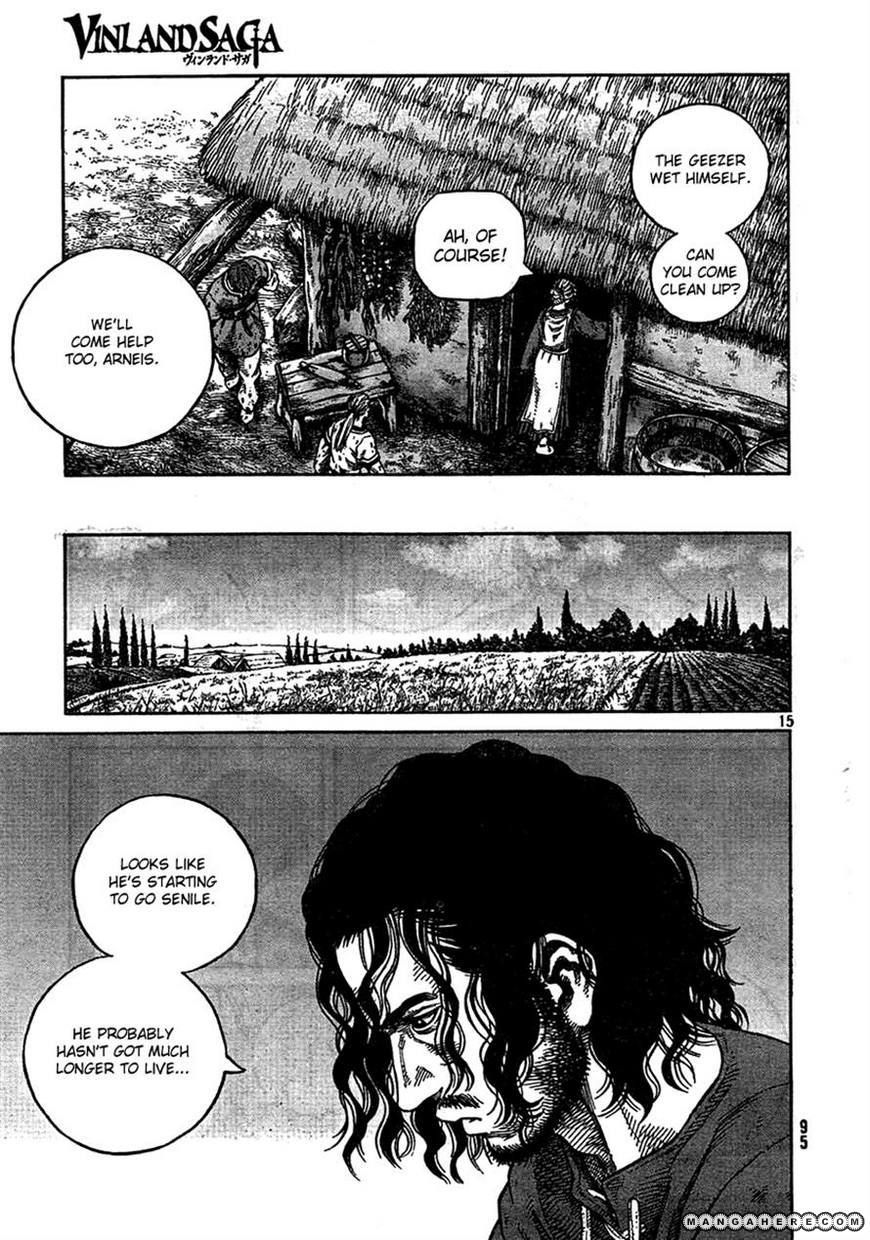 VINLAND SAGA
ヴィンランド・サガ
THE GEEZER
WET HIMSELF.
CAN
YOU COME
CLEAN UP?
AH, OF
COURSE!
WE'LL
COME HELP
TOO, ARNEIS.
15
LOOKS LIKE
HE'S STARTING
TO GO SENILE.
HE PROBABLY
HASN'T GOT MUCH
LONGER TO LIVE...
95
MANGAHERE.COM